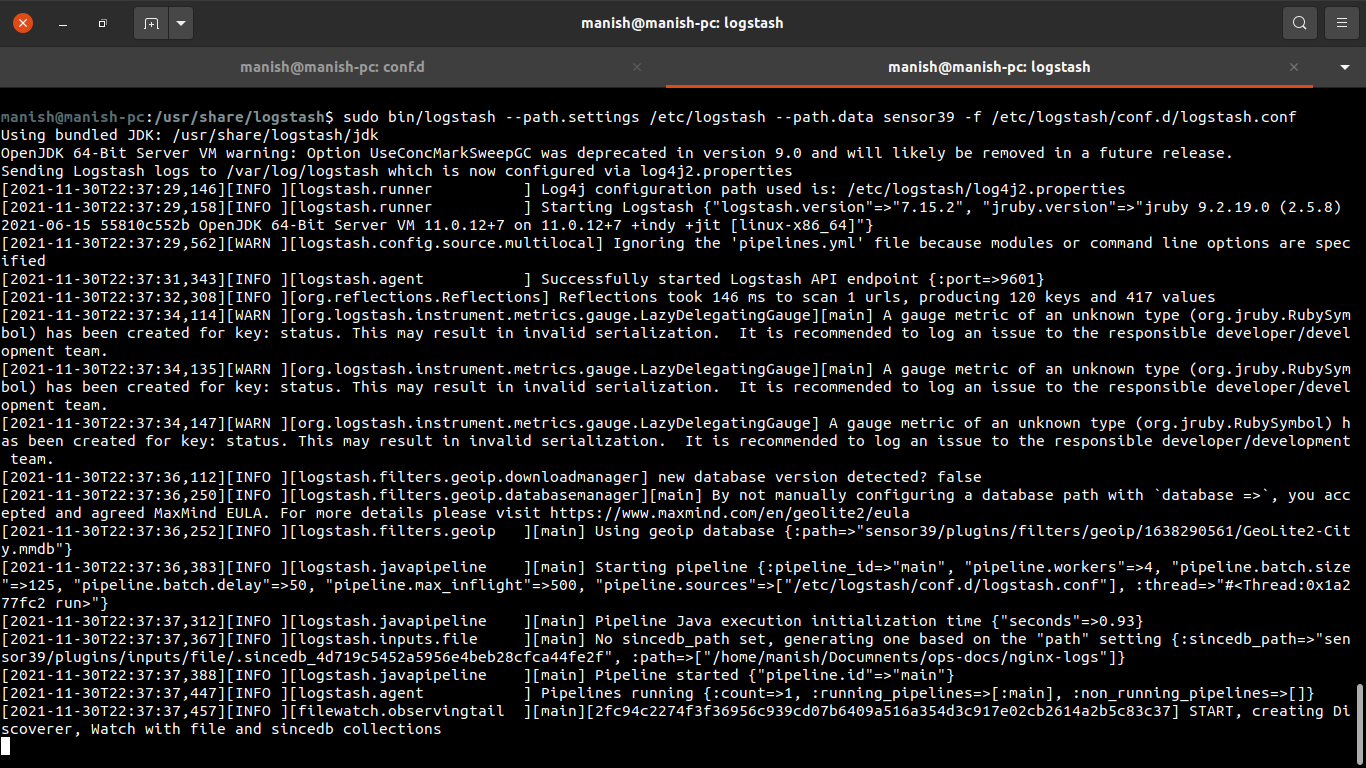 manish@manish-pc: logstash
manish@manish-pc: conf.d
manish@manish-pc: logstash
manish@manish-pc:/usr/share/logstash$ sudo bin/logstash --path.settings /etc/logstash --path.data sensor39 -f /etc/logstash/conf.d/logstash.conf
Using bundled JDK: /usr/share/logstash/jdk
OpenJDK 64-Bit Server VM warning: Option UseConcMarkSweepGC was deprecated in version 9.0 and will likely be removed in a future release.
Sending Logstash logs to /var/log/logstash which is now configured via log4j2.properties
[2021-11-30T22:37:29,146][INFO ][logstash.runner          ] Log4j configuration path used is: /etc/logstash/log4j2.properties
[2021-11-30T22:37:29,158][INFO ][logstash.runner          ] Starting Logstash {"logstash.version"=>"7.15.2", "jruby.version"=>"jruby 9.2.19.0 (2.5.8)
2021-06-15 55810c552b OpenJDK 64-Bit Server VM 11.0.12+7 on 11.0.12+7 +indy +jit [linux-x86_64]"}
[2021-11-30T22:37:29,562][WARN ][logstash.config.source.multilocal] Ignoring the 'pipelines.yml' file because modules or command line options are spec
ified
[2021-11-30T22:37:31,343][INFO ][logstash.agent           ] Successfully started Logstash API endpoint {:port=>9601}
[2021-11-30T22:37:32,308][INFO ][org.reflections.Reflections] Reflections took 146 ms to scan 1 urls, producing 120 keys and 417 values
[2021-11-30T22:37:34,114][WARN ][org.logstash.instrument.metrics.gauge.LazyDelegatingGauge][main] A gauge metric of an unknown type (org.jruby.RubySym
bol) has been created for key: status. This may result in invalid serialization.  It is recommended to log an issue to the responsible developer/devel
opment team.
[2021-11-30T22:37:34,135][WARN ][org.logstash.instrument.metrics.gauge.LazyDelegatingGauge][main] A gauge metric of an unknown type (org.jruby.RubySym
bol) has been created for key: status. This may result in invalid serialization.  It is recommended to log an issue to the responsible developer/devel
opment team.
[2021-11-30T22:37:34,147][WARN ][org.logstash.instrument.metrics.gauge.LazyDelegatingGauge] A gauge metric of an unknown type (org.jruby.RubySymbol) h
as been created for key: status. This may result in invalid serialization.  It is recommended to log an issue to the responsible developer/development
 team.
[2021-11-30T22:37:36,112][INFO ][logstash.filters.geoip.downloadmanager] new database version detected? false
[2021-11-30T22:37:36,250][INFO ][logstash.filters.geoip.databasemanager][main] By not manually configuring a database path with `database =>`, you acc
epted and agreed MaxMind EULA. For more details please visit https://www.maxmind.com/en/geolite2/eula
[2021-11-30T22:37:36,252][INFO ][logstash.filters.geoip   ][main] Using geoip database {:path=>"sensor39/plugins/filters/geoip/1638290561/GeoLite2-Cit
y.mmdb"}
[2021-11-30T22:37:36,383][INFO ][logstash.javapipeline    ][main] Starting pipeline {:pipeline_id=>"main", "pipeline.workers"=>4, "pipeline.batch.size
"=>125, "pipeline.batch.delay"=>50, "pipeline.max_inflight"=>500, "pipeline.sources"=>["/etc/logstash/conf.d/logstash.conf"], :thread=>"#<Thread:0x1a2
77fc2 run>"}
[2021-11-30T22:37:37,312][INFO ][logstash.javapipeline    ][main] Pipeline Java execution initialization time {"seconds"=>0.93}
[2021-11-30T22:37:37,367][INFO ][logstash.inputs.file     ][main] No sincedb_path set, generating one based on the "path" setting {:sincedb_path=>"sen
sor39/plugins/inputs/file/.sincedb_4d719c5452a5956e4beb28cfca44fe2f", :path=>["/home/manish/Documnents/ops-docs/nginx-logs"]}
[2021-11-30T22:37:37,388][INFO ][logstash.javapipeline    ][main] Pipeline started {"pipeline.id"=>"main"}
[2021-11-30T22:37:37,447][INFO ][logstash.agent           ] Pipelines running {:count=>1, :running_pipelines=>[:main], :non_running_pipelines=>[]}
[2021-11-30T22:37:37,457][INFO ][filewatch.observingtail  ][main][2fc94c2274f3f36956c939cd07b6409a516a354d3c917e02cb2614a2b5c83c37] START, creating Di
scoverer, Watch with file and sincedb collections